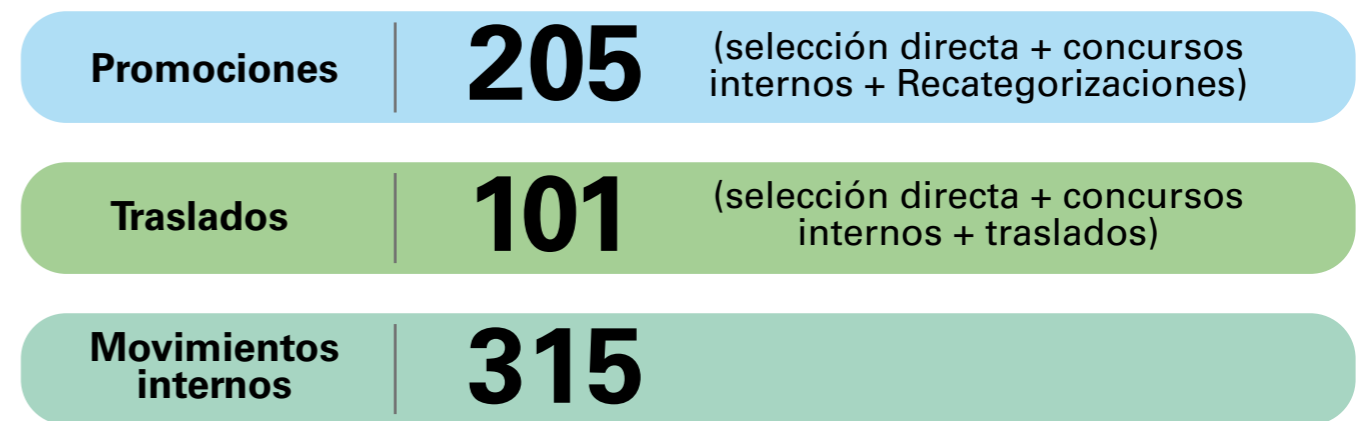 Promociones
205
(selección directa + concursos
internos + Recategorizaciones)
Traslados
101
(selección directa + concursos
internos + traslados)
Movimientos
internos
315